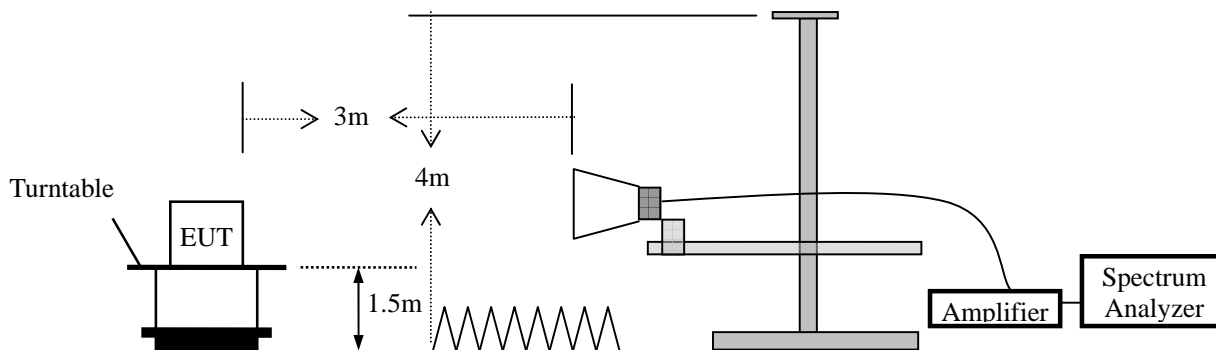 3m
4m
Turntable
EUT
1.5m
Spectrum
Analyzer
Amplifier